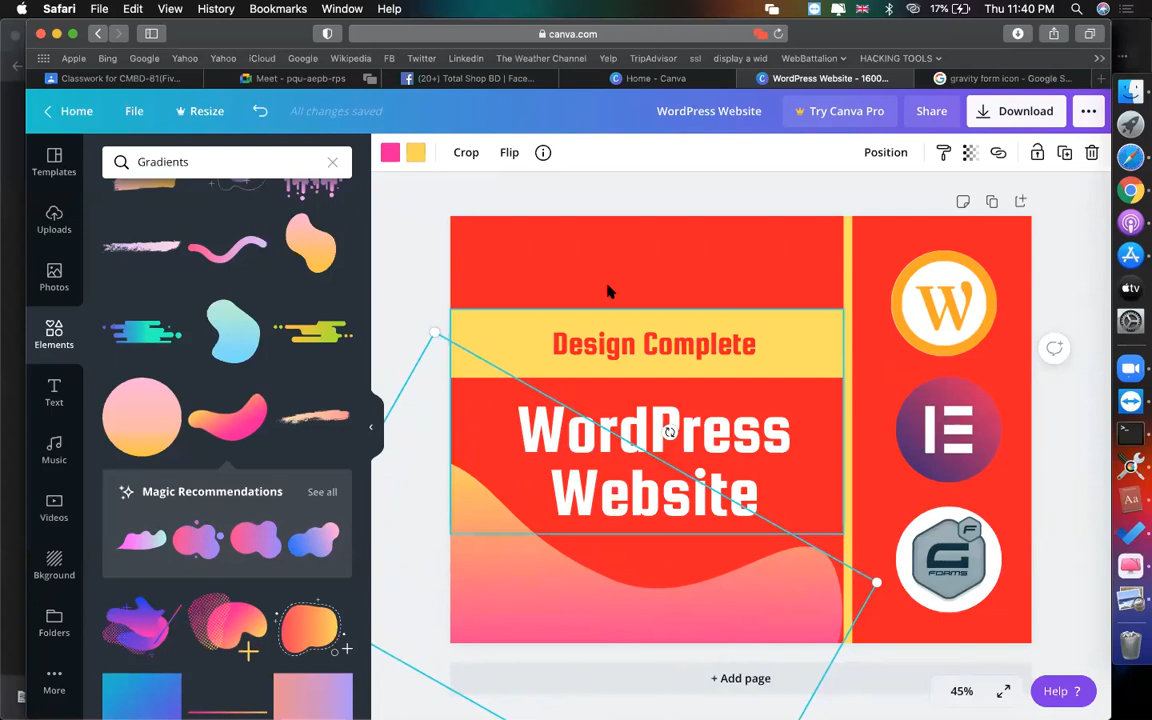 Safari File Edit View History Bookmarks Window Help 17% Thu 11:40 PM
canva.com
Apple Bing Google Yahoo Yahoo iCloud Google Wikipedia FB Twitter LinkedIn The Weather Channel Yelp TripAdvisor ssl display a wid WebBattalion HACKING TOOLS
Classwork for CMBD-81(Fiv... Meet - pqu-aepb-rps (20+) Total Shop BD | Face... Home - Canva WordPress Website - 1600... gravity form icon - Google S...
Home File Resize All changes saved WordPress Website Try Canva Pro Share Download
Gradients
Crop Flip Position
Templates
Uploads
Photos
Elements
Text
Music
Videos
Bkground
Folders
More
Magic Recommendations See all
Design Complete
WordPress
Website
W
G
F
FORMS
+ Add page
45% Help ?
tv
Aa